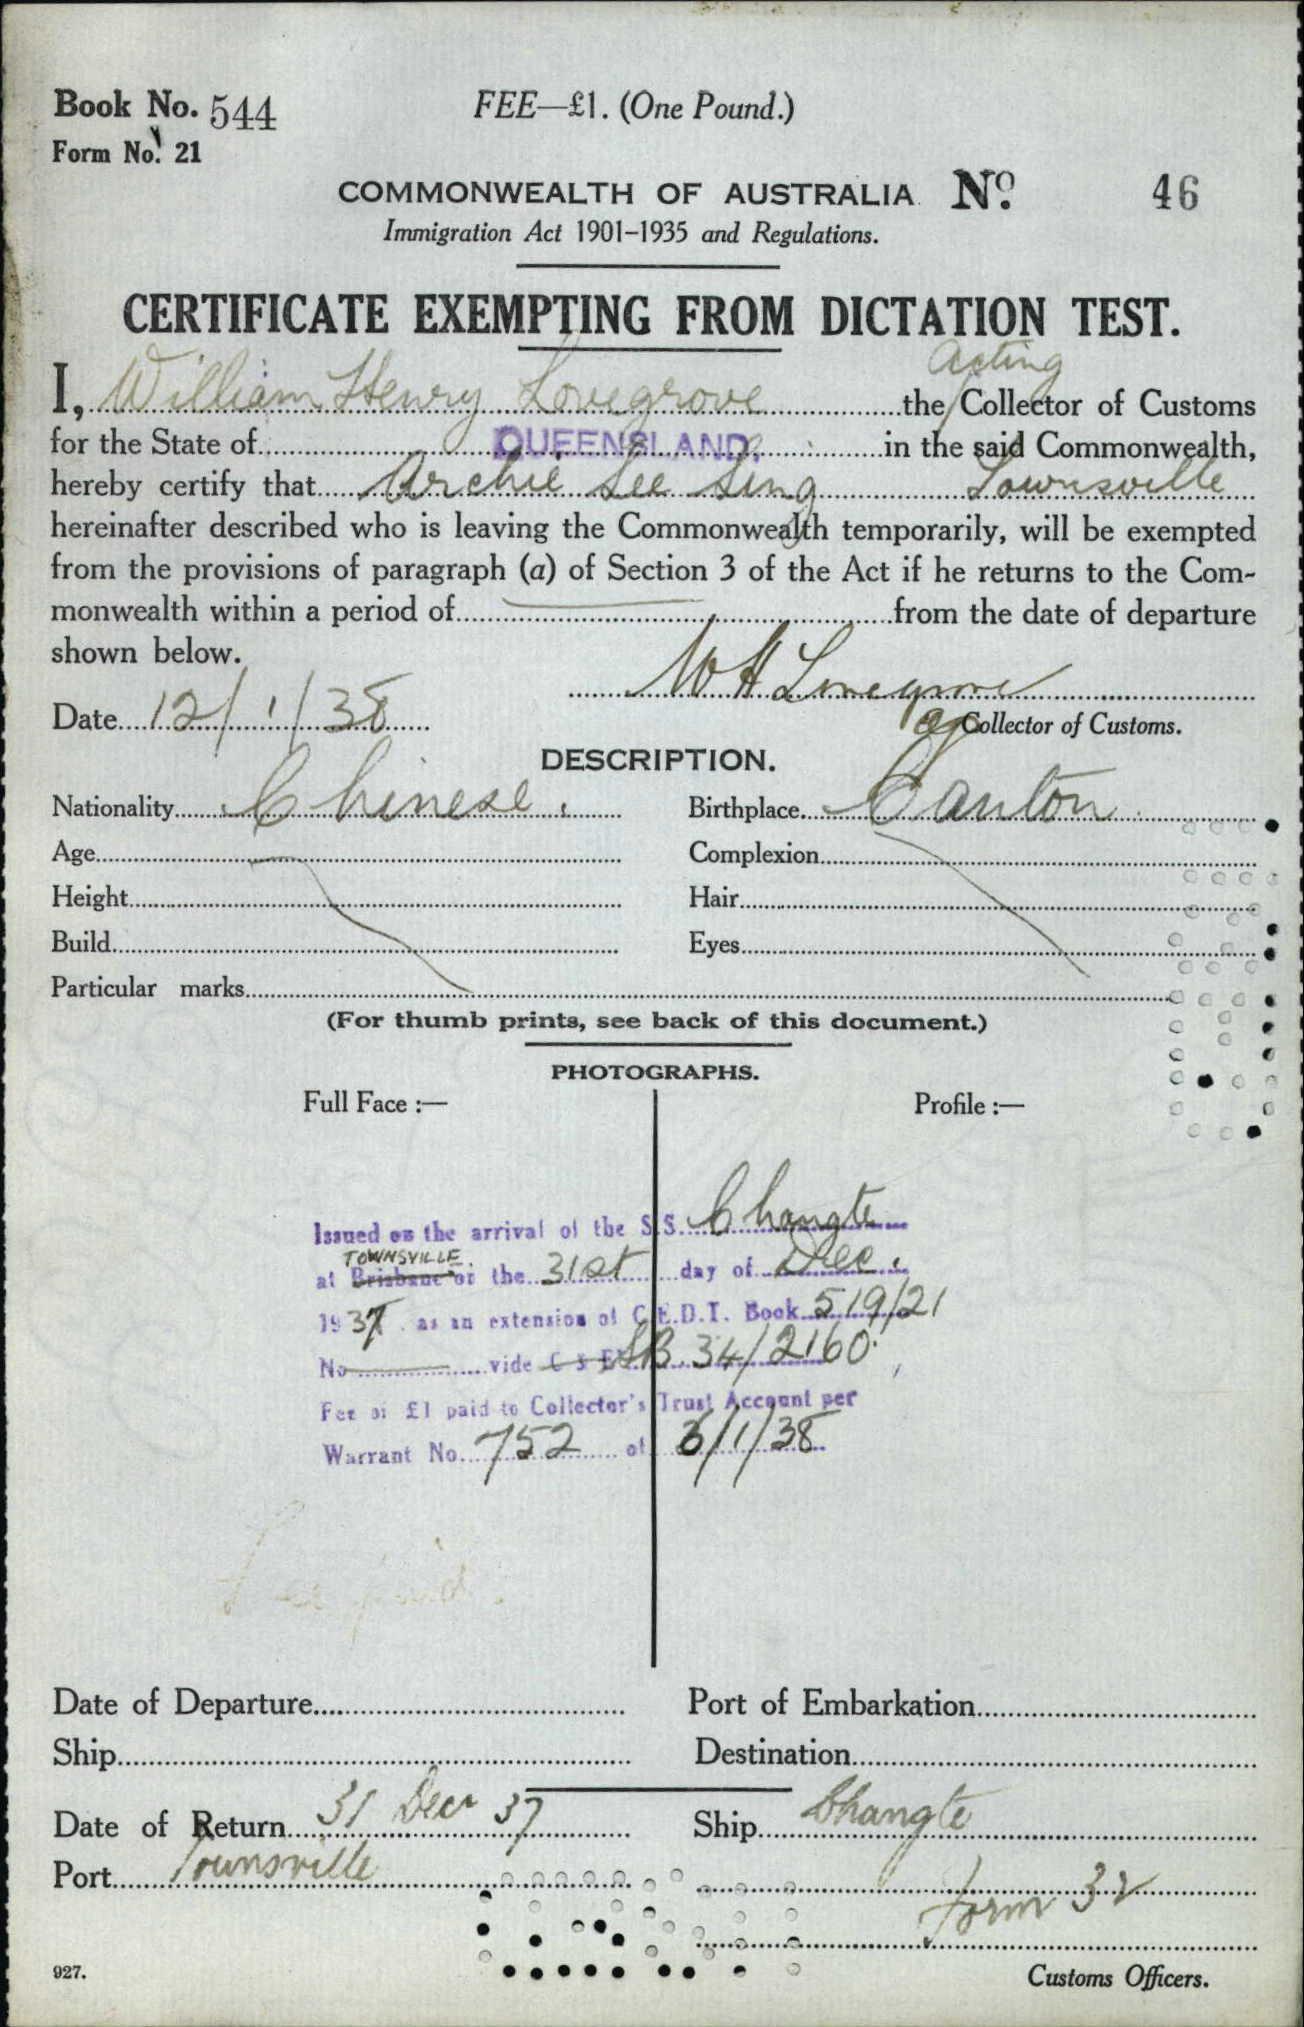 Book No. 544
FEE—£1. (One Pound.)
Form No. 21
COMMONWEALTH OF AUSTRALIA. No. 46
Immigration Act 1901-1935 and Regulations.
CERTIFICATE EXEMPTING FROM DICTATION TEST.
Acting
I, William Henry Lovegrove the/Collector of Customs
for the State of QUEENSLAND. in the said Commonwealth,
hereby certify that Archie See Sing Townsville
hereinafter described who is leaving the Commonwealth temporarily, will be exempted
from the provisions of paragraph (a) of Section 3 of the Act if he returns to the Com-
monwealth within a period of from the date of departure
shown below.
W H Lovegrove
Date 12/1/38
ag Collector of Customs.
DESCRIPTION.
Nationality Chinese. Birthplace Canton
Age Complexion
Height Hair
Build Eyes
Particular marks
(For thumb prints, see back of this document.)
PHOTOGRAPHS.
Full Face :— Profile :—
Issued on the arrival of the S.S. Changte
TOWNSVILLE.
at Brisbane on the 31st day of Dec.
1937 as an extension of C.E.D.T. Book 519/21
No vide C & E SB. 34/2160.
Fee of £1 paid to Collector's Trust Account per
Warrant No. 752 of 6/1/38
Fee paid.
Date of Departure Port of Embarkation
Ship Destination
Date of Return 31 Decr 37 Ship Changte
Port Townsville
Form 32
927. Customs Officers.